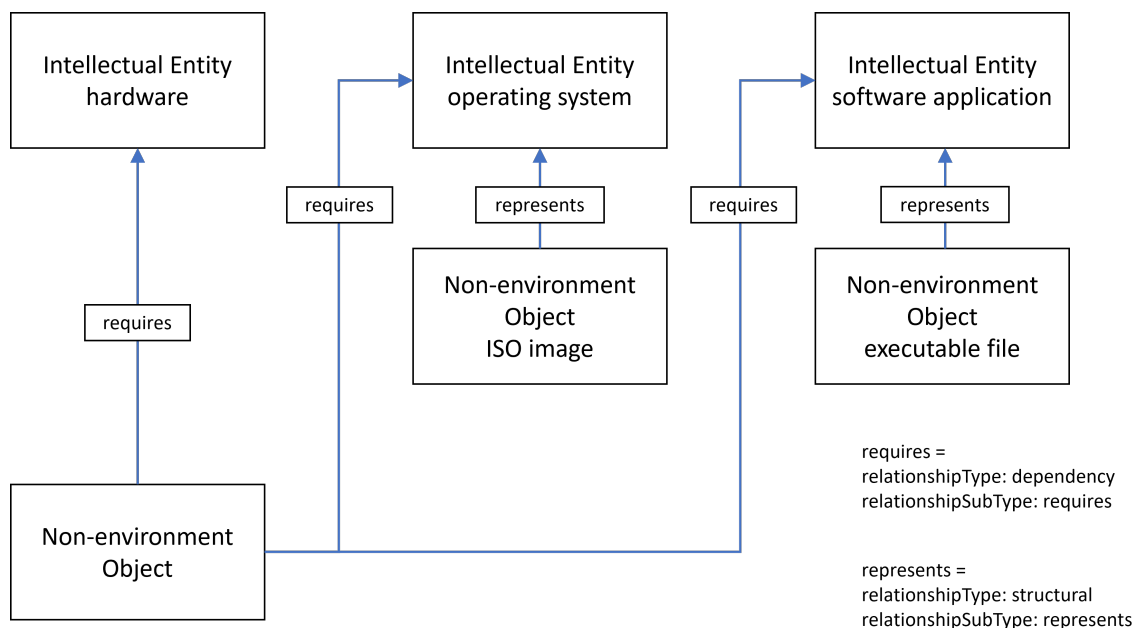 Intellectual Entity
hardware
Intellectual Entity
operating system
Intellectual Entity
software application
requires
represents
requires
represents
Non-environment
Object
ISO image
Non-environment
Object
executable file
requires
Non-environment
Object
requires =
relationshipType: dependency
relationshipSubType: requires
represents =
relationshipType: structural
relationshipSubType: represents